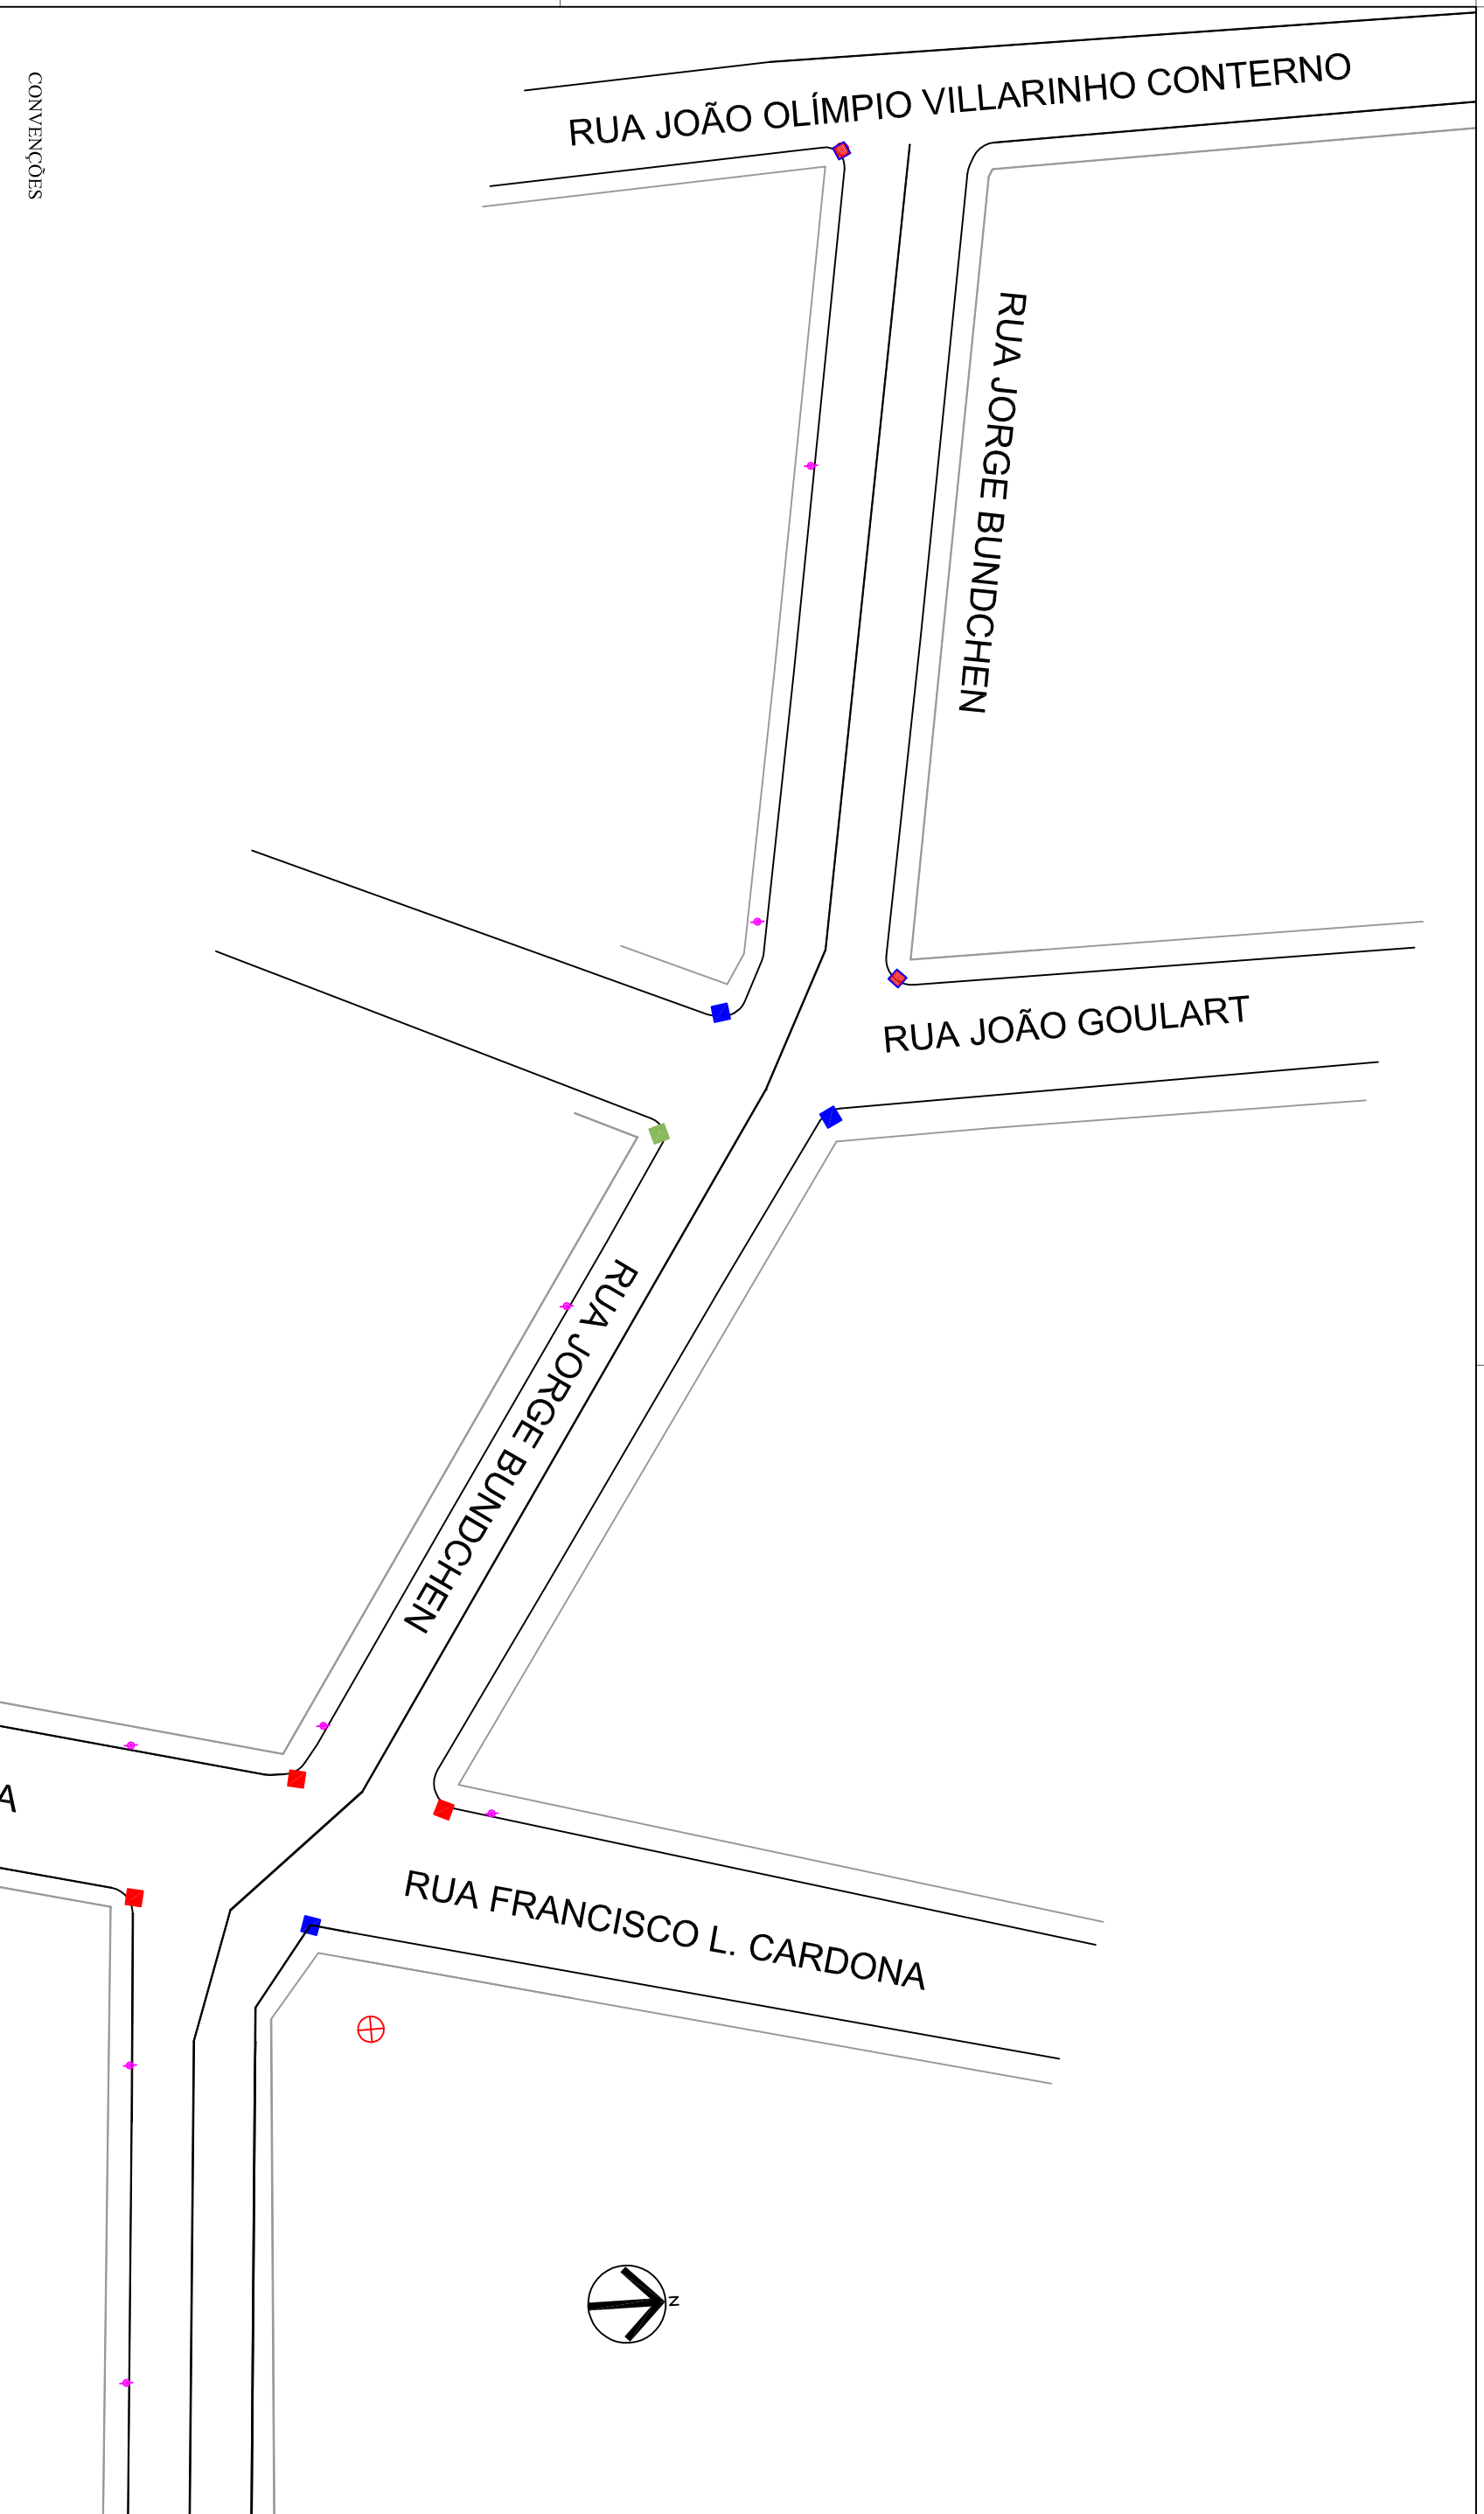 CONVENÇÕES
RUA JOÃO OLÍMPIO VILLARINHO CONTERNO
RUA JORGE BUNDCHEN
RUA JOÃO GOULART
RUA JORGE BUNDCHEN
A
RUA FRANCISCO L. CARDONA
N